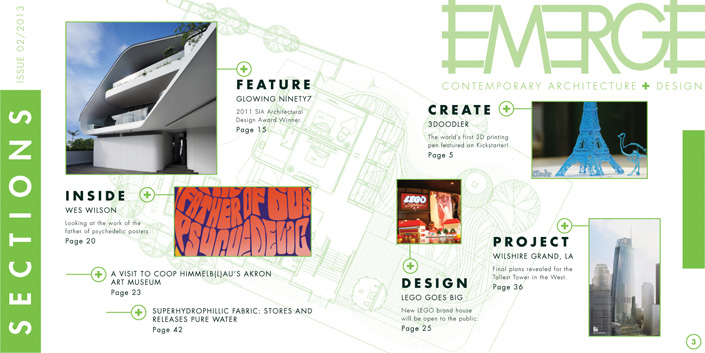 ISSUE 02/2013
SECTIONS
EMERGE
CONTEMPORARY ARCHITECTURE + DESIGN
FEATURE
GLOWING NINETY7
2011 SIA Architectural
Design Award Winner.
Page 15
CREATE
3DOODLER
The world's first 3D printing
pen featured on Kickstarter!
Page 5
INSIDE
WES WILSON
Looking at the work of the
father of psychedelic posters.
Page 20
FATHER OF 60's
PSYCHEDELIC
LEGO
PROJECT
WILSHIRE GRAND, LA
Final plans revealed for the
Tallest Tower in the West.
Page 36
DESIGN
LEGO GOES BIG
New LEGO brand house
will be open to the public.
Page 25
A VISIT TO COOP HIMMELB(L)AU'S AKRON
ART MUSEUM
Page 23
SUPERHYDROPHILLIC FABRIC: STORES AND
RELEASES PURE WATER
Page 42
3